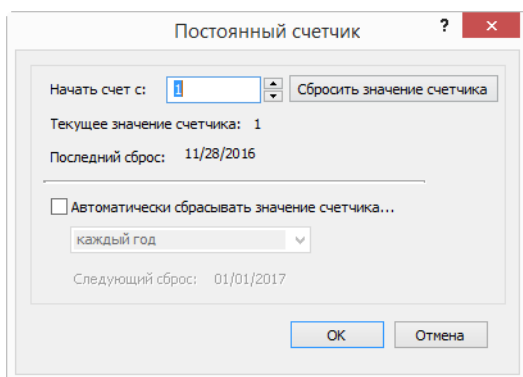 Постоянный счетчик
? ×
Начать счет с: 1 Сбросить значение счетчика
Текущее значение счетчика: 1
Последний сброс: 11/28/2016
Автоматически сбрасывать значение счетчика...
каждый год
Следующий сброс: 01/01/2017
OK Отмена